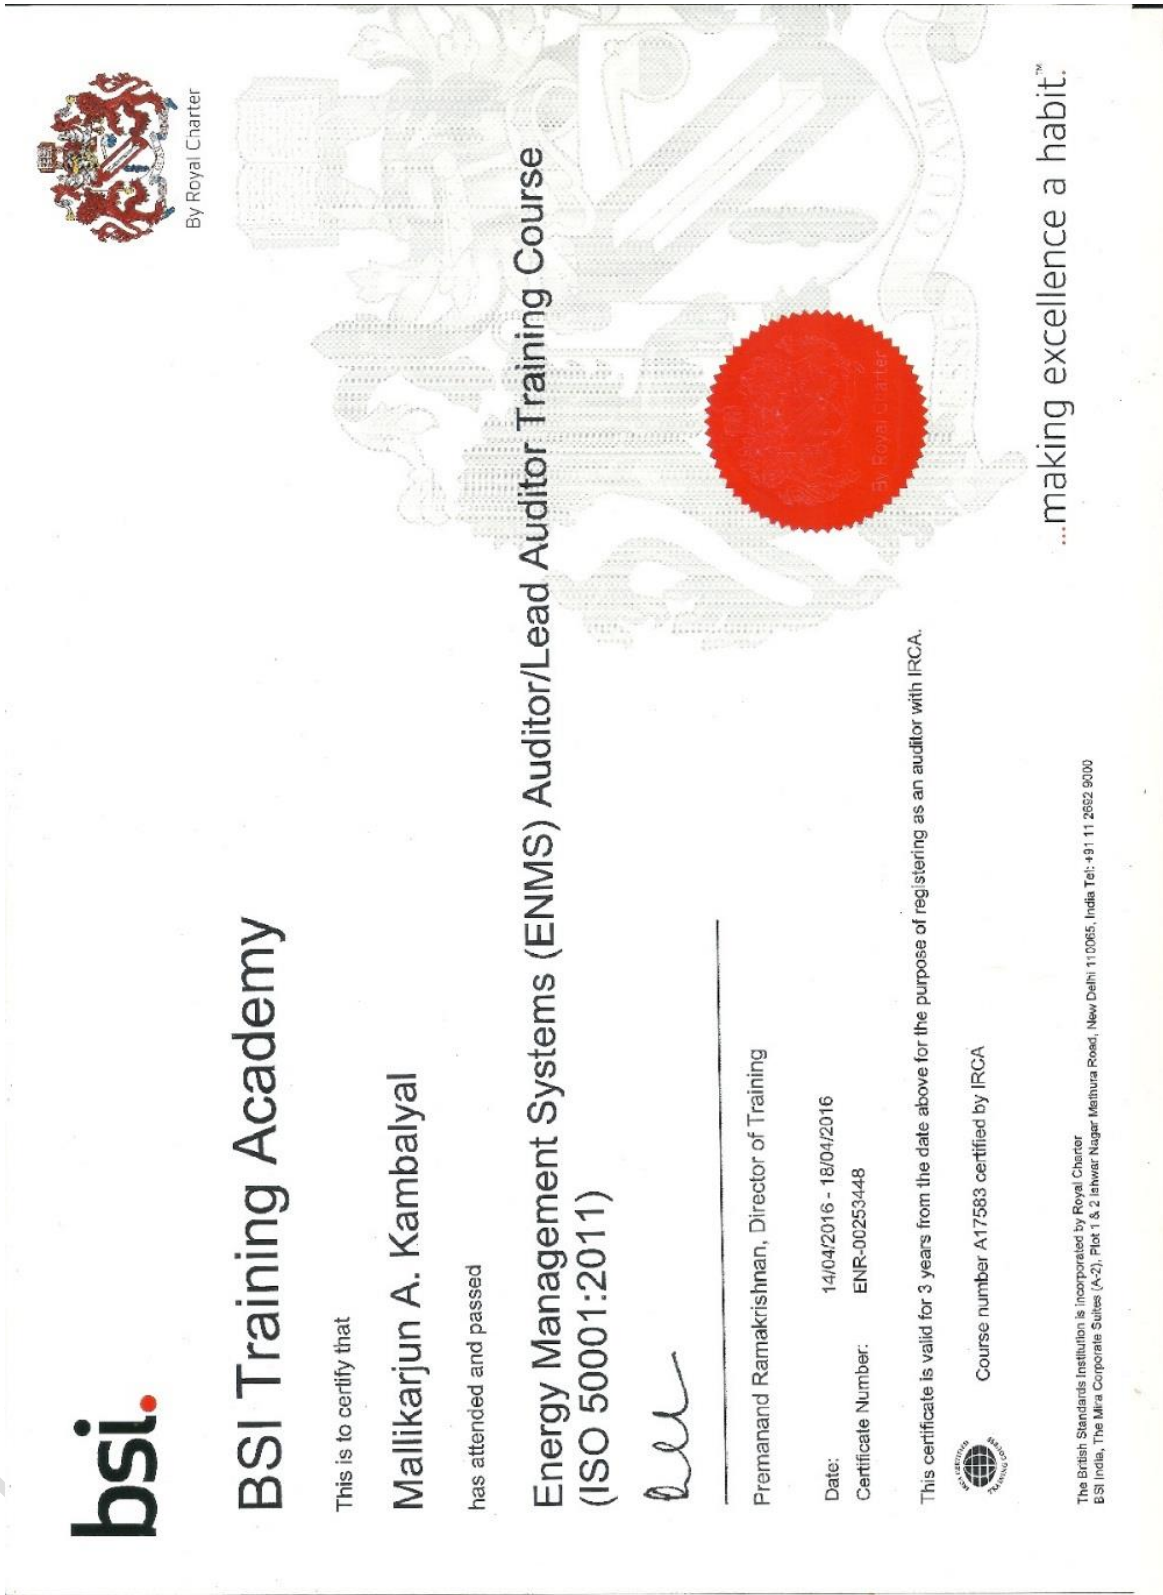 bsi.
By Royal Charter
BSI Training Academy
This is to certify that
Mallikarjun A. Kambalyal
has attended and passed
Energy Management Systems (ENMS) Auditor/Lead Auditor Training Course
(ISO 50001:2011)
Premanand Ramakrishnan, Director of Training
Date: 14/04/2016 - 18/04/2016
Certificate Number: ENR-00253448
This certificate is valid for 3 years from the date above for the purpose of registering as an auditor with IRCA.
Course number A17583 certified by IRCA
By Royal Charter
The British Standards Institution is incorporated by Royal Charter
BSI India, The Mira Corporate Suites (A-2), Plot 1 & 2 Ishwar Nagar Mathura Road, New Delhi 110065, India Tel: +91 11 2692 9000
...making excellence a habit.™